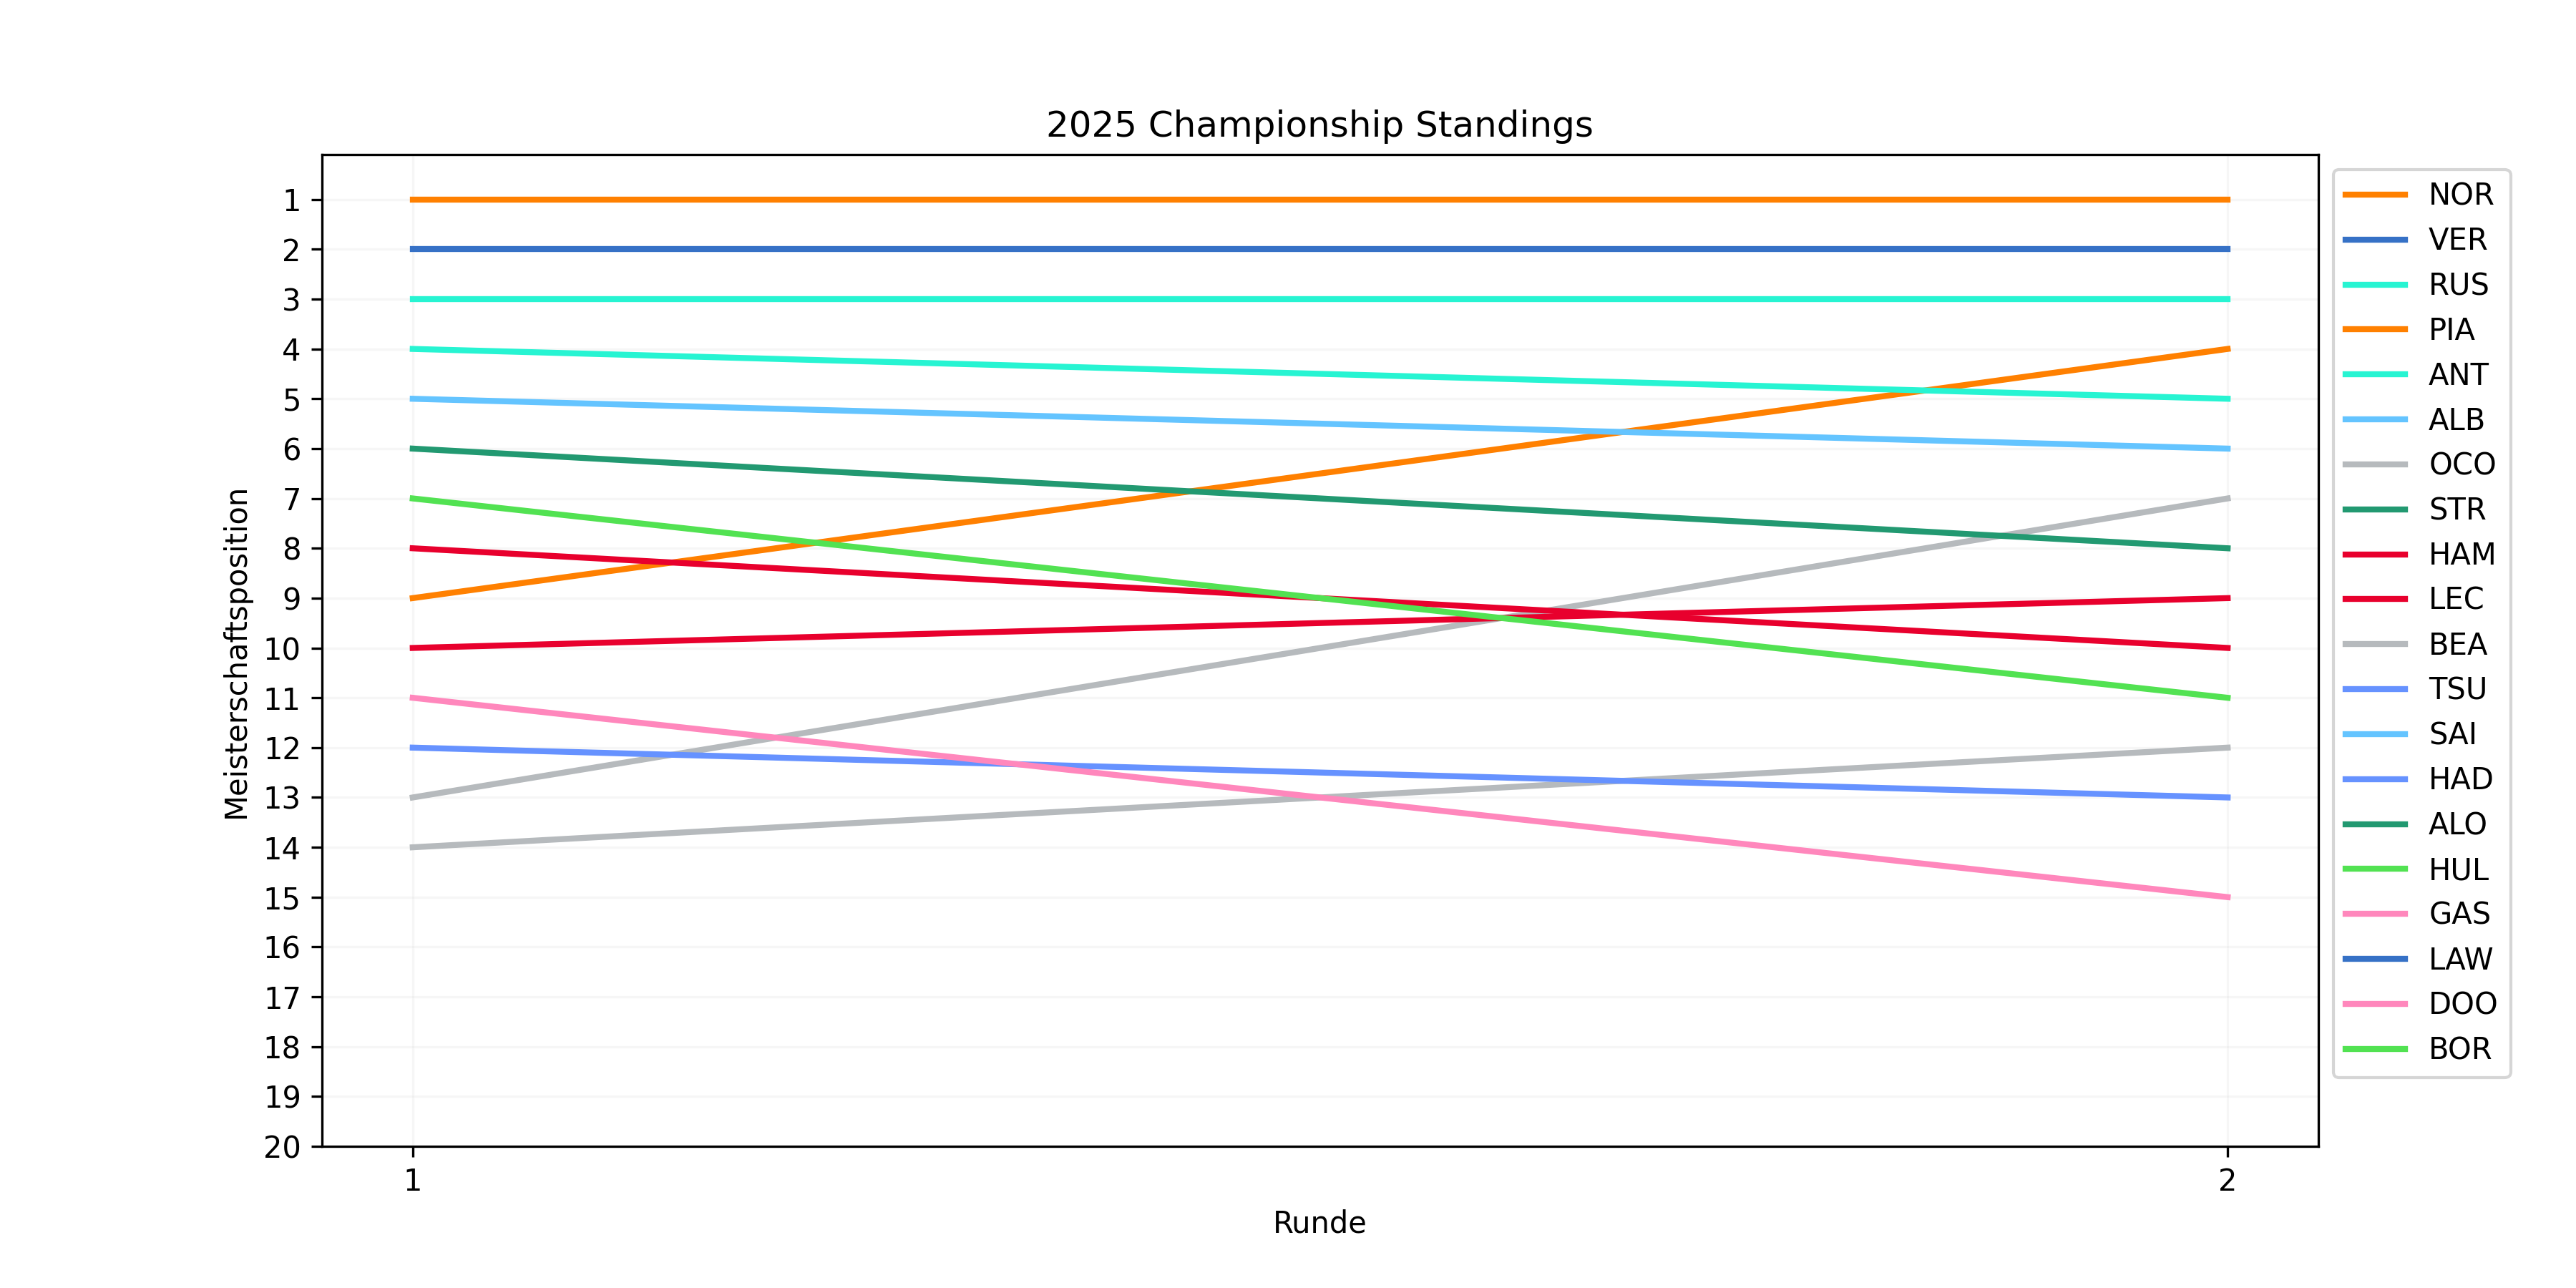 2025 Championship Standings
Meisterschaftsposition
1
2
3
4
5
6
7
8
9
10
11
12
13
14
15
16
17
18
19
20
1
2
Runde
NOR
VER
RUS
PIA
ANT
ALB
OCO
STR
HAM
LEC
BEA
TSU
SAI
HAD
ALO
HUL
GAS
LAW
DOO
BOR